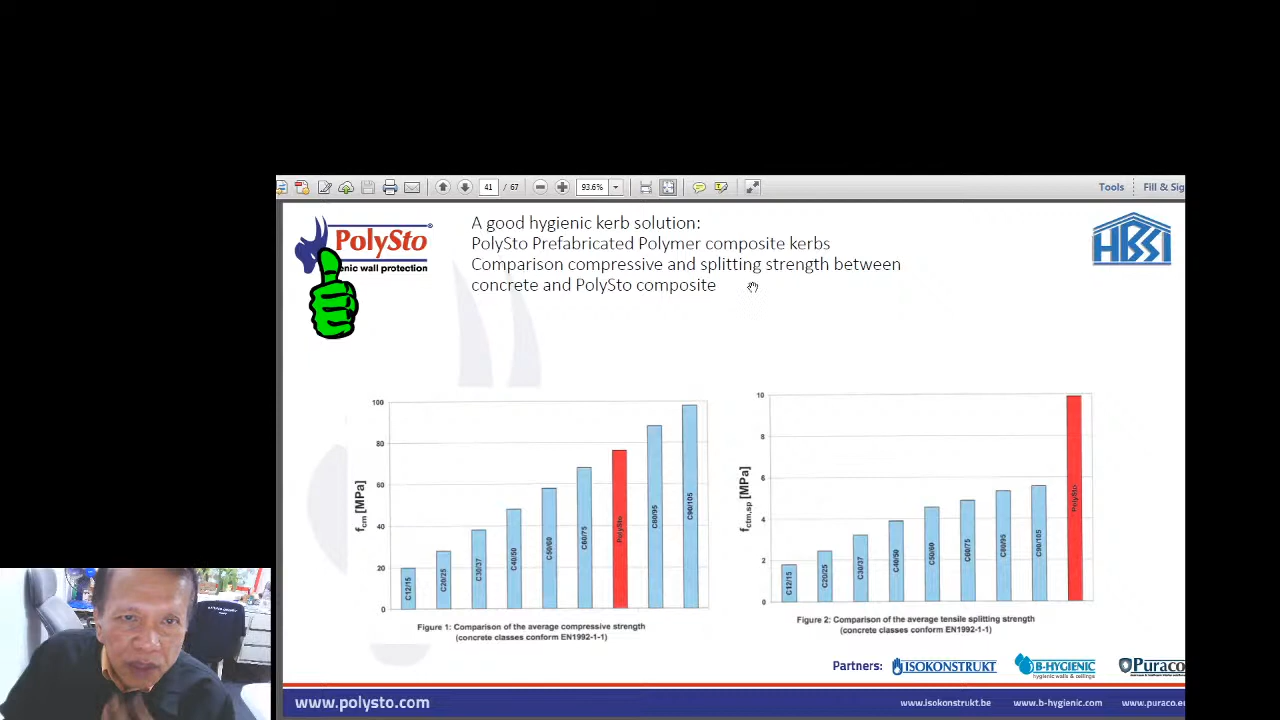 41 / 67
93.6%
Tools
Fill & Sig
PolySto®
enic wall protection
HBSI
A good hygienic kerb solution:
PolySto Prefabricated Polymer composite kerbs
Comparison compressive and splitting strength between
concrete and PolySto composite
fcm [MPa]
100
80
60
40
20
0
C12/15
C20/25
C30/37
C40/50
C50/60
C60/75
PolySto
C80/95
C90/105
Figure 1: Comparison of the average compressive strength
(concrete classes conform EN1992-1-1)
fctm,sp [MPa]
10
8
6
4
2
0
C12/15
C20/25
C30/37
C40/50
C50/60
C60/75
C80/95
C90/105
PolySto
Figure 2: Comparison of the average tensile splitting strength
(concrete classes conform EN1992-1-1)
Partners:
ISOKONSTRUKT
B-HYGIENIC
hygienic walls & ceilings
Puraco
www.polysto.com
www.isokonstrukt.be
www.b-hygienic.com
www.puraco.eu